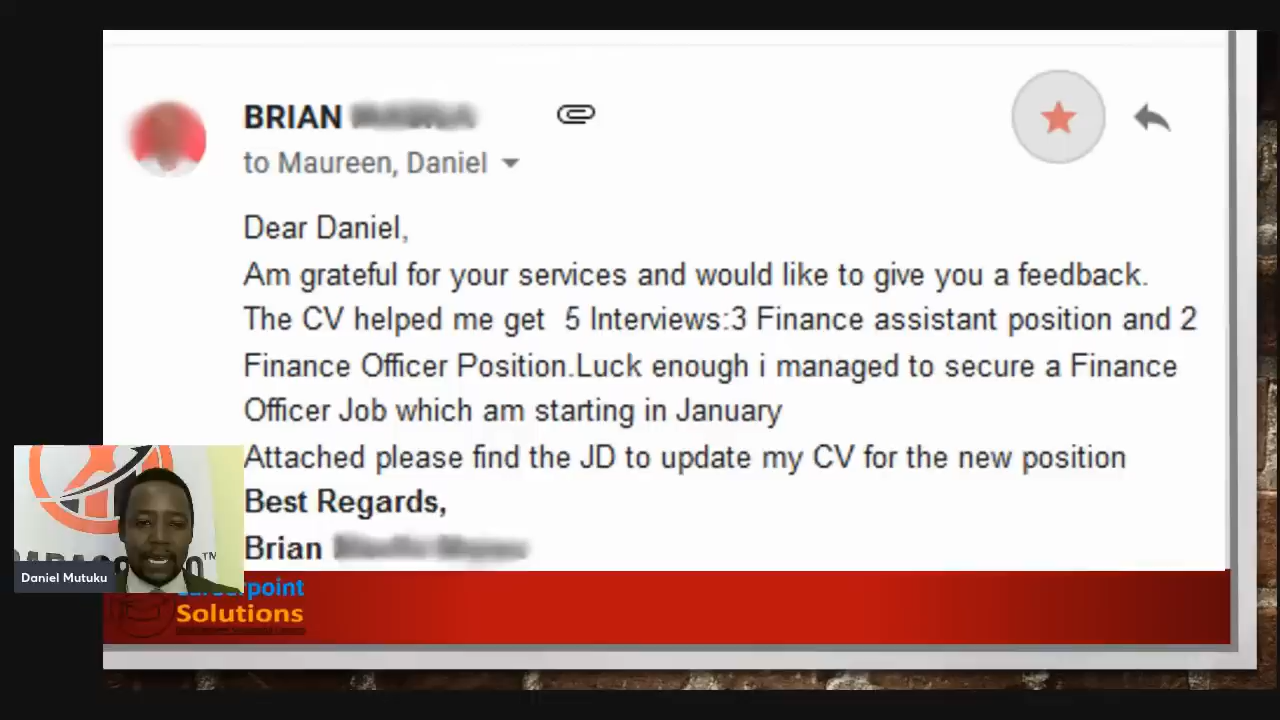 BRIAN
to Maureen, Daniel
Dear Daniel,
Am grateful for your services and would like to give you a feedback.
The CV helped me get 5 Interviews:3 Finance assistant position and 2
Finance Officer Position.Luck enough i managed to secure a Finance
Officer Job which am starting in January
Attached please find the JD to update my CV for the new position
Best Regards,
Brian
Daniel Mutuku
Solutions